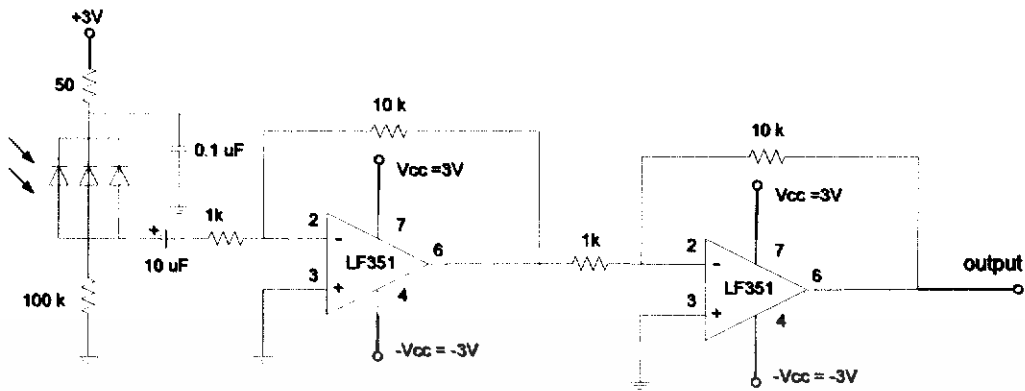 +3V
50
0.1 uF
+
10 uF
1k
100 k
10 k
Vcc =3V
2
7
-
LF351
6
3
+
4
-Vcc = -3V
1k
10 k
Vcc =3V
2
7
-
LF351
6
3
+
4
-Vcc = -3V
output